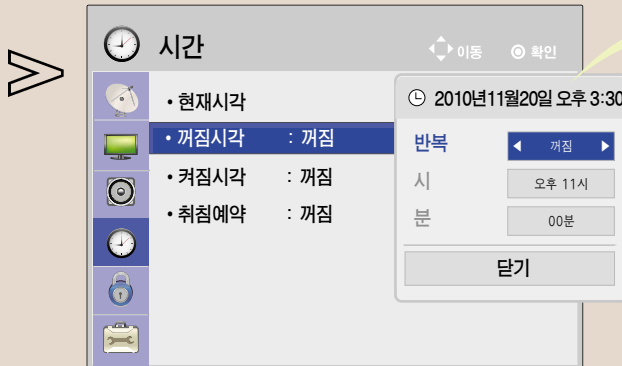 시간
이동 확인
• 현재시각
• 꺼짐시각 : 꺼짐
• 켜짐시각 : 꺼짐
• 취침예약 : 꺼짐
2010년11월20일 오후 3:30
반복 ◀ 꺼짐 ▶
시 오후 11시
분 00분
닫기